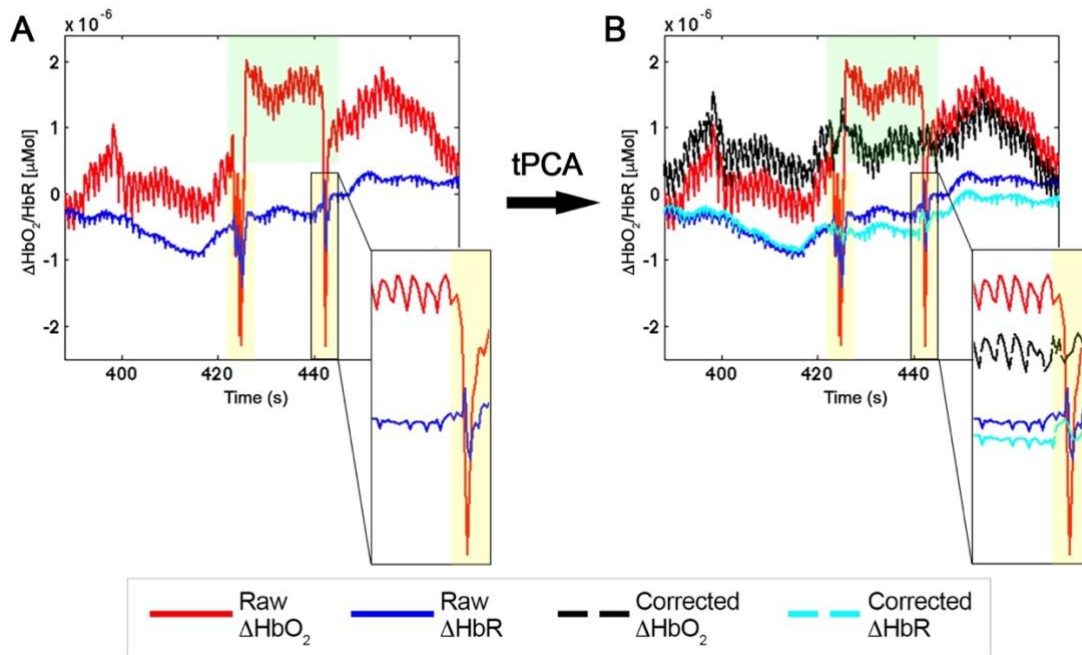 A
x 10⁻⁶
2
1
0
-1
-2
ΔHbO₂/HbR [μMol]
400
420
440
Time (s)
tPCA
B
x 10⁻⁶
2
1
0
-1
-2
ΔHbO₂/HbR [μMol]
400
420
440
Time (s)
Raw
ΔHbO₂
Raw
ΔHbR
Corrected
ΔHbO₂
Corrected
ΔHbR